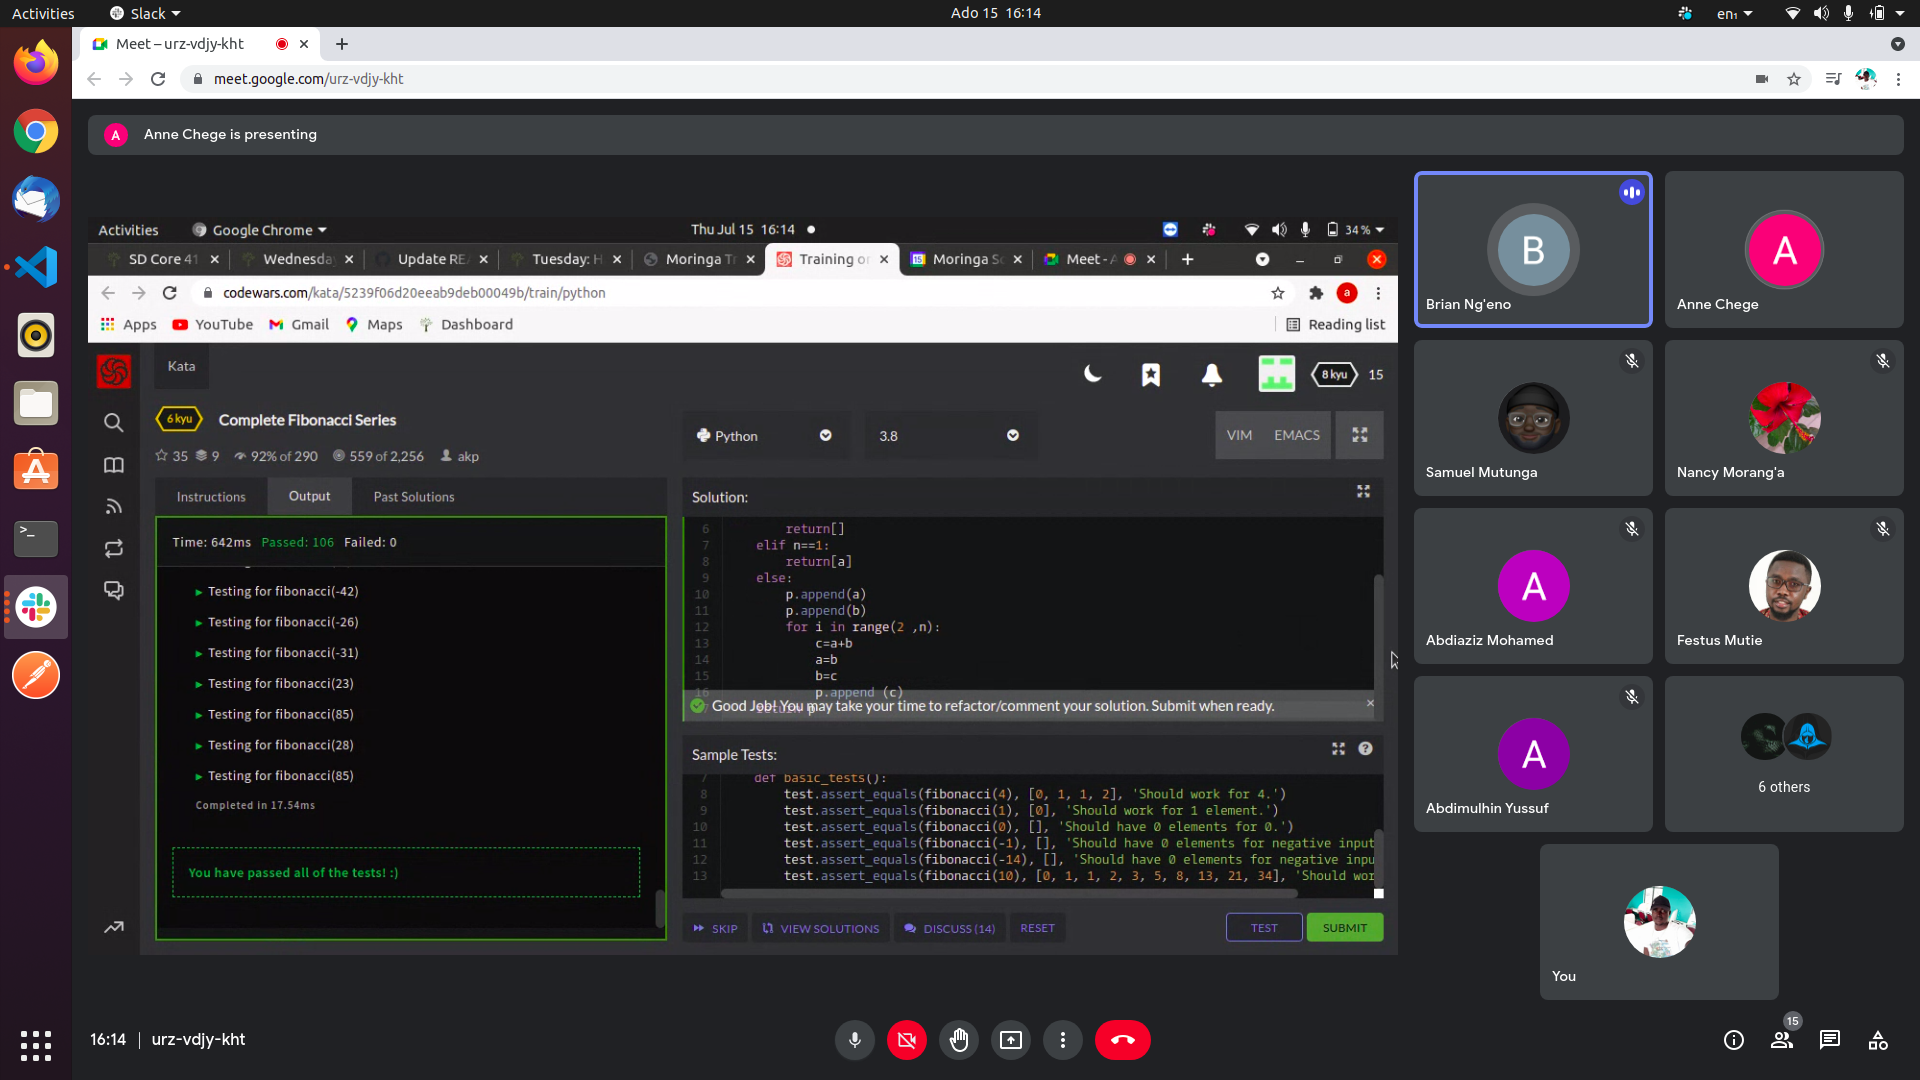 Activities
Slack
Ado 15 16:14
en₁
Meet – urz-vdjy-kht
meet.google.com/urz-vdjy-kht
A
Anne Chege is presenting
Activities
Google Chrome
Thu Jul 15 16:14
34 %
SD Core 41
Wednesda
Update RE
Tuesday: H
Moringa T
Training o
Moringa S
Meet -
codewars.com/kata/5239f06d20eeab9deb00049b/train/python
a
Apps
YouTube
Gmail
Maps
Dashboard
Reading list
Kata
8 kyu
15
6 kyu
Complete Fibonacci Series
35
9
92% of 290
559 of 2,256
akp
Python
3.8
VIM
EMACS
Instructions
Output
Past Solutions
Time: 642ms Passed: 106 Failed: 0
Testing for fibonacci(-42)
Testing for fibonacci(-26)
Testing for fibonacci(-31)
Testing for fibonacci(23)
Testing for fibonacci(85)
Testing for fibonacci(28)
Testing for fibonacci(85)
Completed in 17.54ms
You have passed all of the tests! :)
Solution:
6 return[]
7 elif n==1:
8 return[a]
9 else:
10 p.append(a)
11 p.append(b)
12 for i in range(2 ,n):
13 c=a+b
14 a=b
15 b=c
16 p.append (c)
Good Job! You may take your time to refactor/comment your solution. Submit when ready.
Sample Tests:
7 def basic_tests():
8 test.assert_equals(fibonacci(4), [0, 1, 1, 2], 'Should work for 4.')
9 test.assert_equals(fibonacci(1), [0], 'Should work for 1 element.')
10 test.assert_equals(fibonacci(0), [], 'Should have 0 elements for 0.')
11 test.assert_equals(fibonacci(-1), [], 'Should have 0 elements for negative input
12 test.assert_equals(fibonacci(-14), [], 'Should have 0 elements for negative inpu
13 test.assert_equals(fibonacci(10), [0, 1, 1, 2, 3, 5, 8, 13, 21, 34], 'Should wor
SKIP
VIEW SOLUTIONS
DISCUSS (14)
RESET
TEST
SUBMIT
B
Brian Ng'eno
A
Anne Chege
Samuel Mutunga
Nancy Morang'a
A
Abdiaziz Mohamed
Festus Mutie
A
Abdimulhin Yussuf
6 others
You
16:14 | urz-vdjy-kht
15